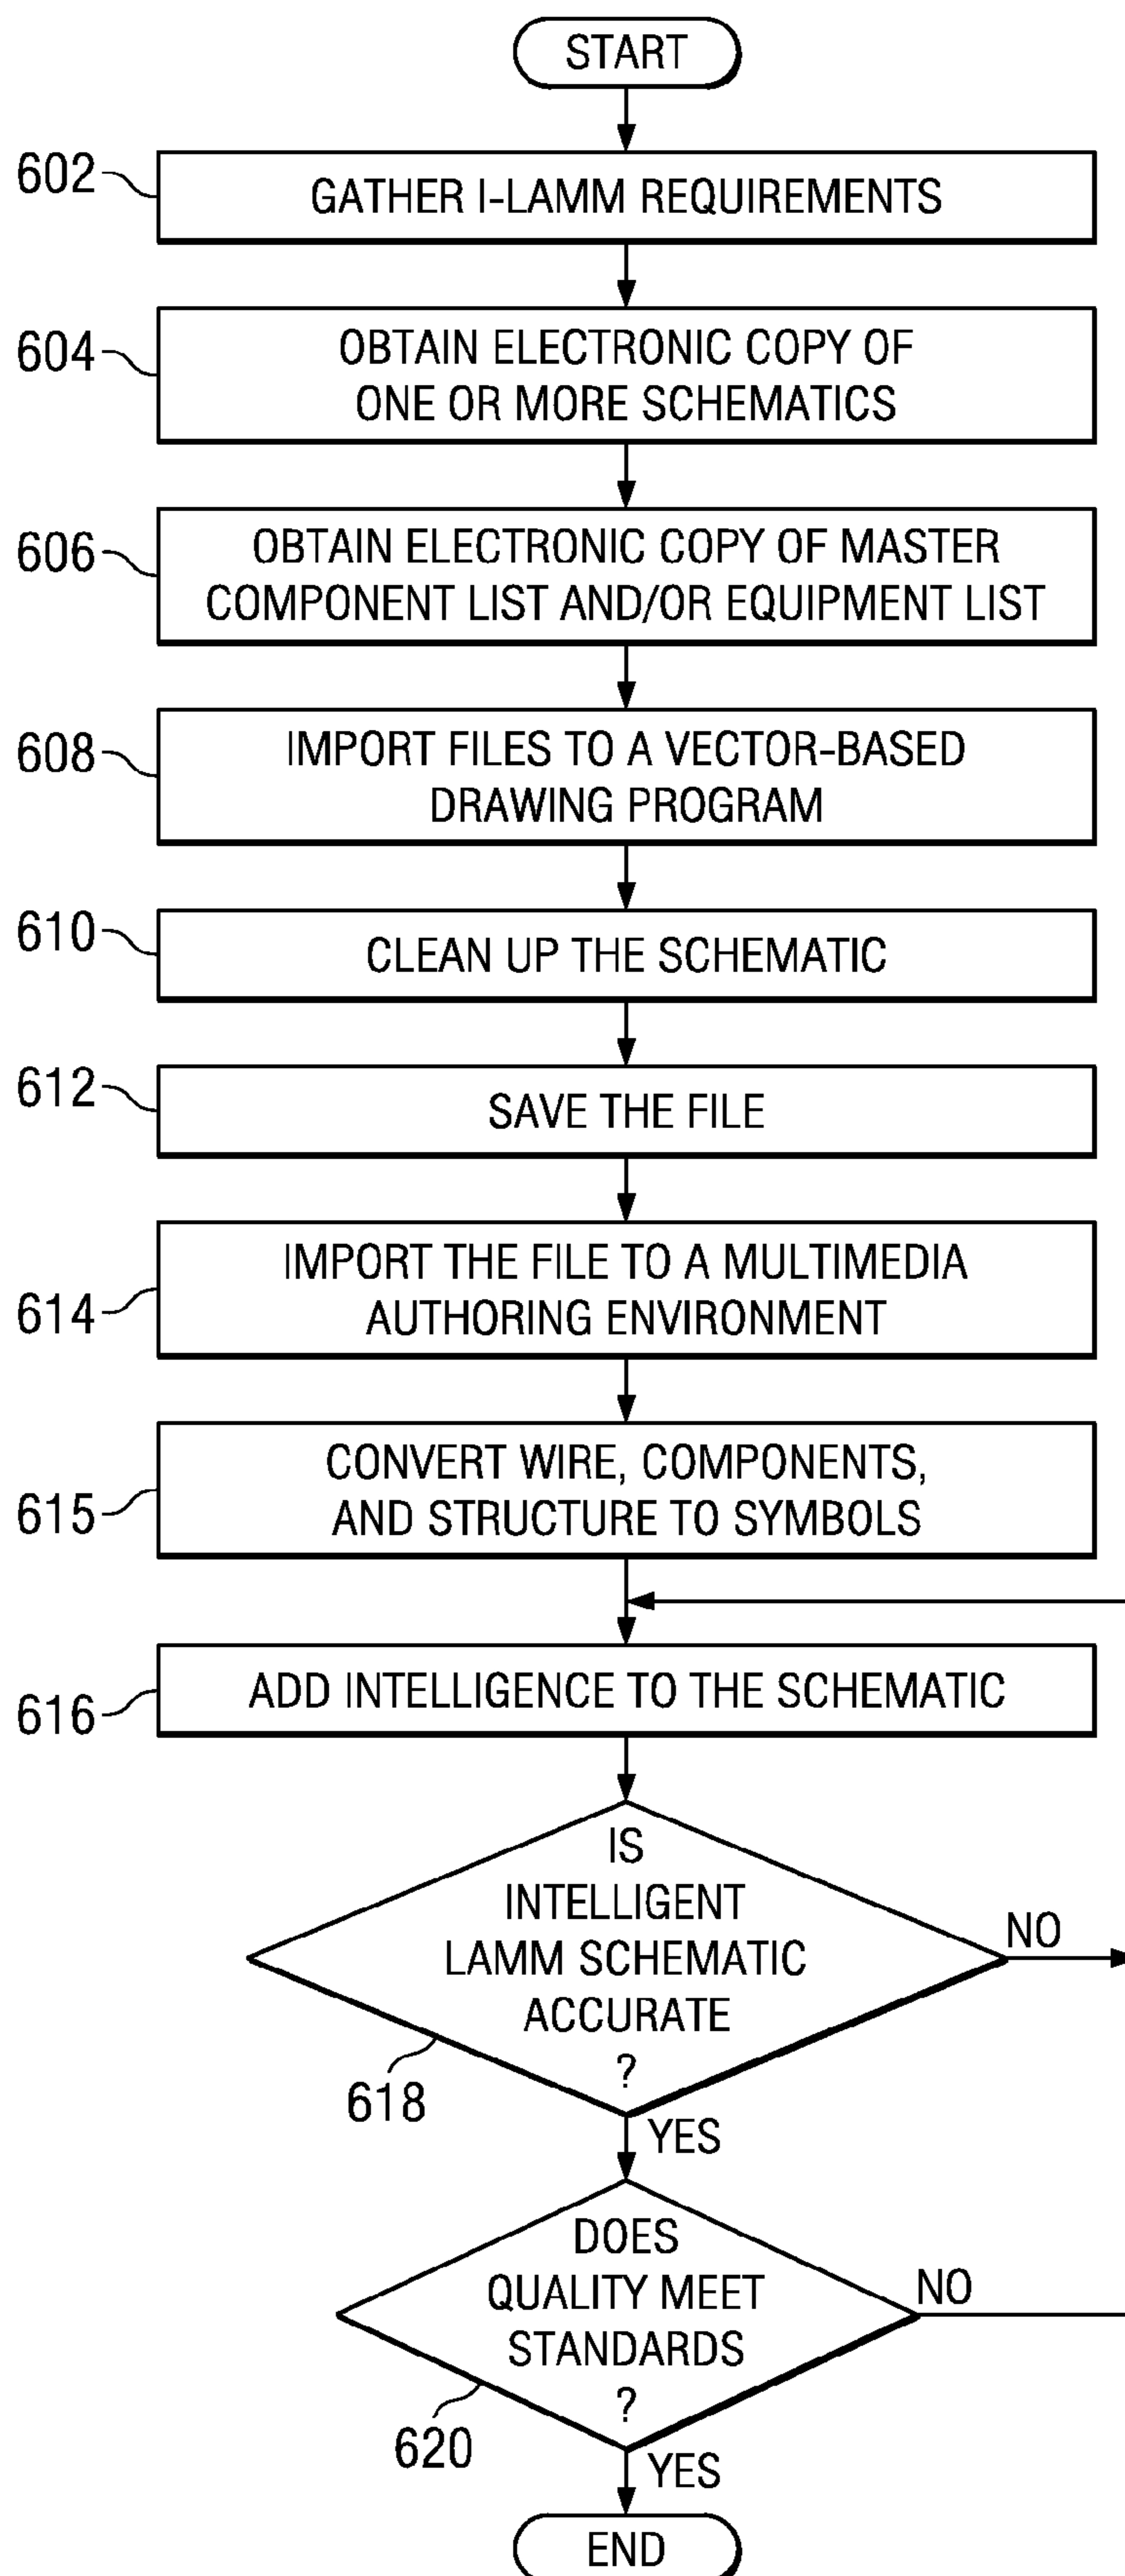 START
602
GATHER I-LAMM REQUIREMENTS
604
OBTAIN ELECTRONIC COPY OF
ONE OR MORE SCHEMATICS
606
OBTAIN ELECTRONIC COPY OF MASTER
COMPONENT LIST AND/OR EQUIPMENT LIST
608
IMPORT FILES TO A VECTOR-BASED
DRAWING PROGRAM
610
CLEAN UP THE SCHEMATIC
612
SAVE THE FILE
614
IMPORT THE FILE TO A MULTIMEDIA
AUTHORING ENVIRONMENT
615
CONVERT WIRE, COMPONENTS,
AND STRUCTURE TO SYMBOLS
616
ADD INTELLIGENCE TO THE SCHEMATIC
IS
INTELLIGENT
LAMM SCHEMATIC
ACCURATE
?
NO
618
YES
DOES
QUALITY MEET
STANDARDS
?
NO
620
YES
END